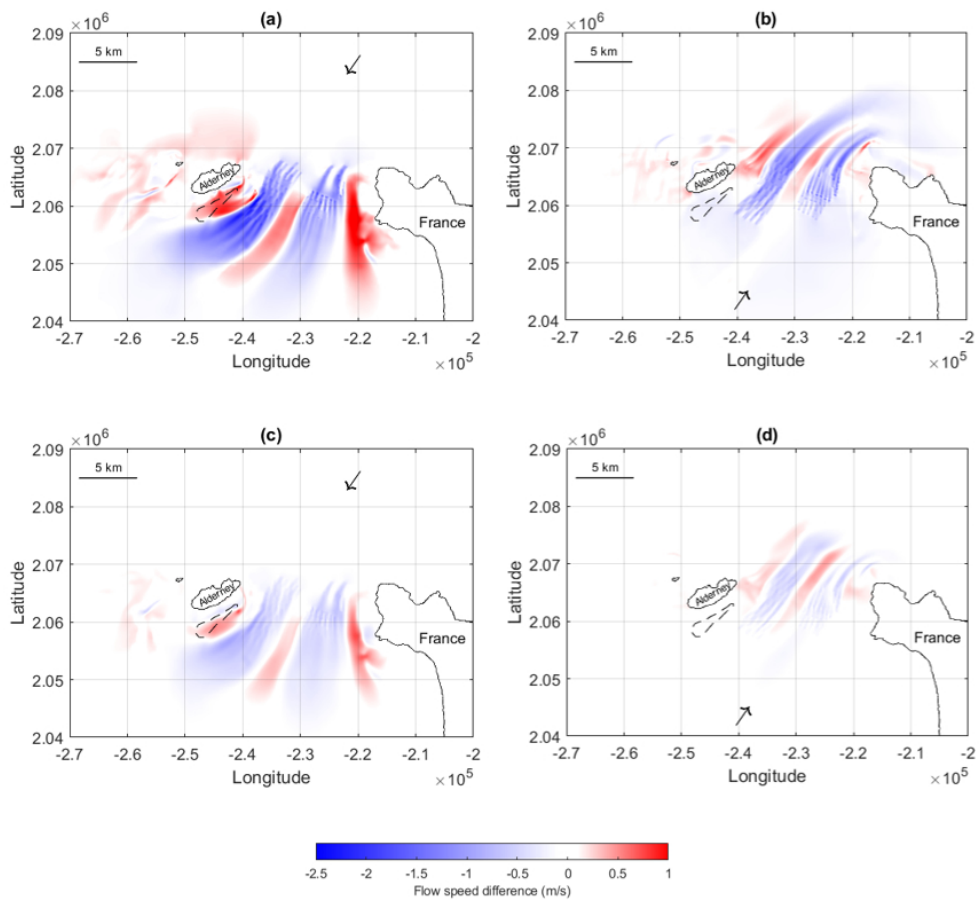 (a)
×10⁶
2.09
5 km
2.08
2.07
2.06
2.05
2.04
Latitude
Alderney
France
-2.7 -2.6 -2.5 -2.4 -2.3 -2.2 -2.1 -2
Longitude
×10⁵
(b)
×10⁶
2.09
5 km
2.08
2.07
2.06
2.05
2.04
Latitude
Alderney
France
-2.7 -2.6 -2.5 -2.4 -2.3 -2.2 -2.1 -2
Longitude
×10⁵
(c)
×10⁶
2.09
5 km
2.08
2.07
2.06
2.05
2.04
Latitude
Alderney
France
-2.7 -2.6 -2.5 -2.4 -2.3 -2.2 -2.1 -2
Longitude
×10⁵
(d)
×10⁶
2.09
5 km
2.08
2.07
2.06
2.05
2.04
Latitude
Alderney
France
-2.7 -2.6 -2.5 -2.4 -2.3 -2.2 -2.1 -2
Longitude
×10⁵
-2.5 -2 -1.5 -1 -0.5 0 0.5 1
Flow speed difference (m/s)